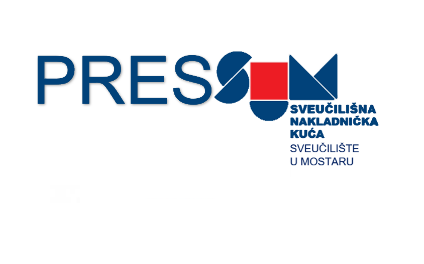 PRESSUM
SVEUČILIŠNA
NAKLADNIČKA
KUĆA
SVEUČILIŠTE
U MOSTARU